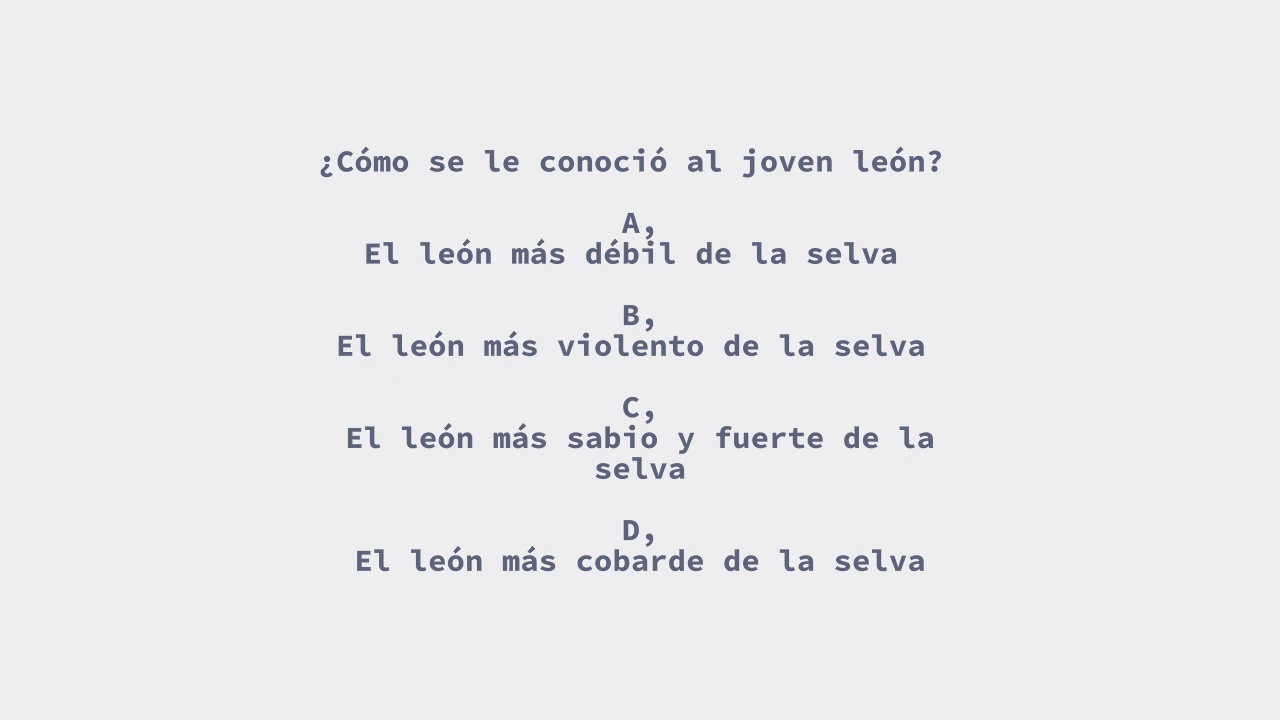 ¿Cómo se le conoció al joven león?
A,
El león más débil de la selva
B,
El león más violento de la selva
C,
El león más sabio y fuerte de la
selva
D,
El león más cobarde de la selva